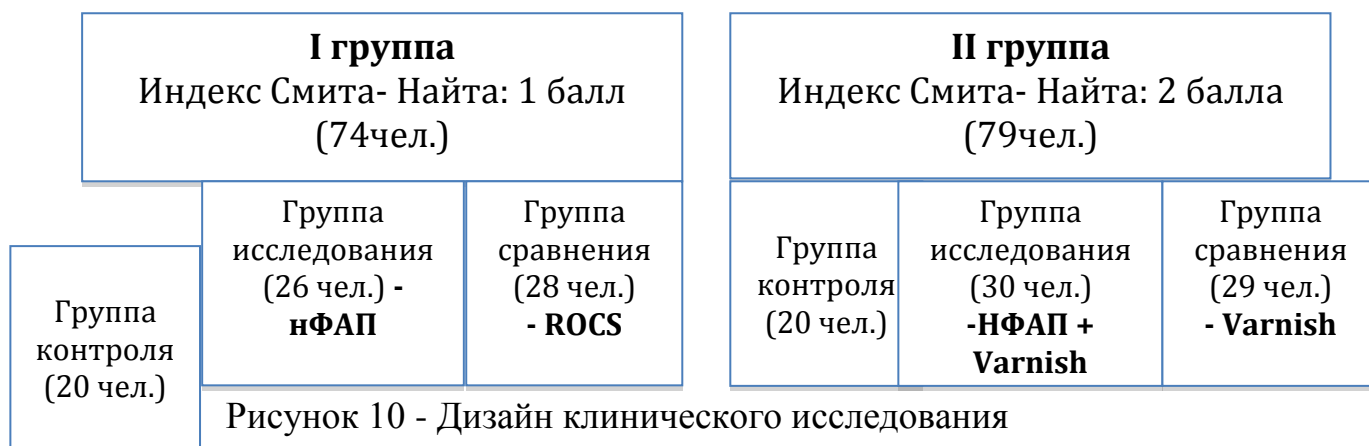 I группа
Индекс Смита- Найта: 1 балл
(74чел.)
II группа
Индекс Смита- Найта: 2 балла
(79чел.)
Группа
контроля
(20 чел.)
Группа
исследования
(26 чел.) -
нФАП
Группа
сравнения
(28 чел.)
- ROCS
Группа
контроля
(20 чел.)
Группа
исследования
(30 чел.)
-НФАП +
Varnish
Группа
сравнения
(29 чел.)
- Varnish
Рисунок 10 - Дизайн клинического исследования